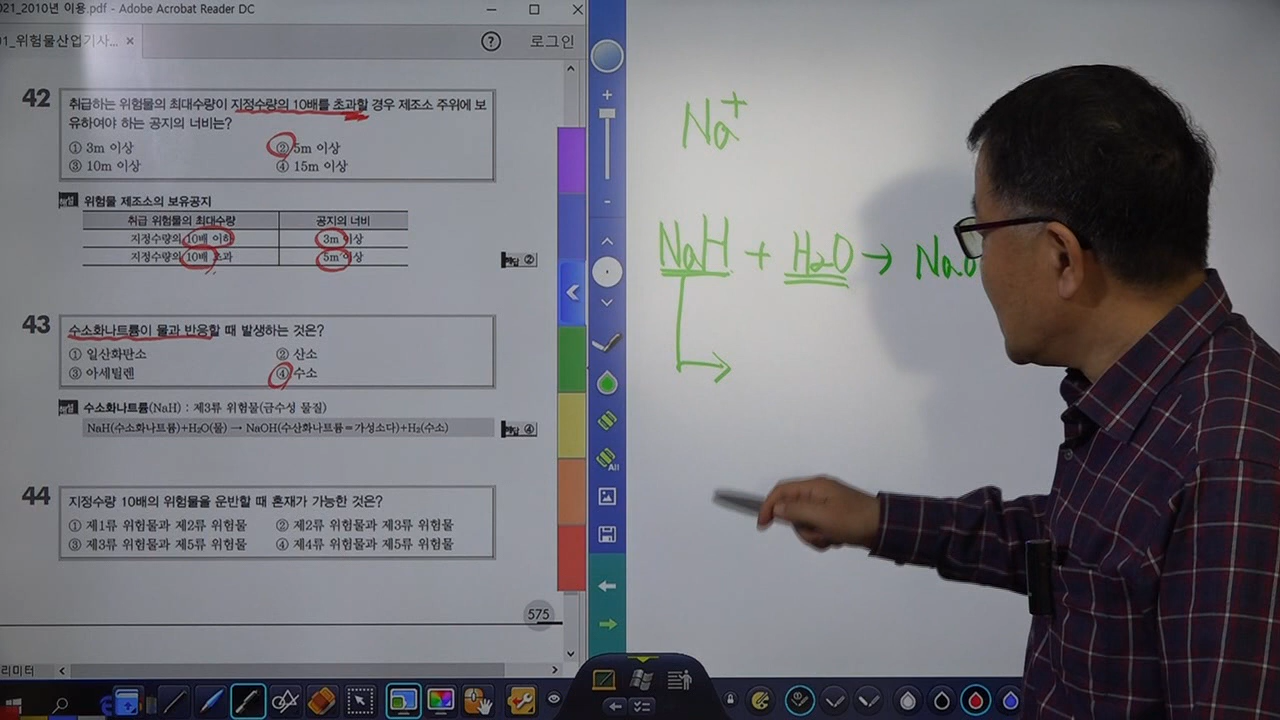 021_2010년 이용.pdf - Adobe Acrobat Reader DC
01_위험물산업기사...
로그인
42
취급하는 위험물의 최대수량이 지정수량의 10배를 초과할 경우 제조소 주위에 보
유하여야 하는 공지의 너비는?
① 3m 이상 ② 5m 이상
③ 10m 이상 ④ 15m 이상
위험물 제조소의 보유공지
취급 위험물의 최대수량 공지의 너비
지정수량의 10배 이하 3m 이상
지정수량의 10배 초과 5m 이상
②
43
수소화나트륨이 물과 반응할 때 발생하는 것은?
① 일산화탄소 ② 산소
③ 아세틸렌 ④ 수소
수소화나트륨(NaH) : 제3류 위험물(금수성 물질)
NaH(수소화나트륨)+H₂O(물) → NaOH(수산화나트륨=가성소다)+H₂(수소)
④
44
지정수량 10배의 위험물을 운반할 때 혼재가 가능한 것은?
① 제1류 위험물과 제2류 위험물 ② 제2류 위험물과 제3류 위험물
③ 제3류 위험물과 제5류 위험물 ④ 제4류 위험물과 제5류 위험물
575
리미터
All
Na⁺
NaH + H₂O → NaO